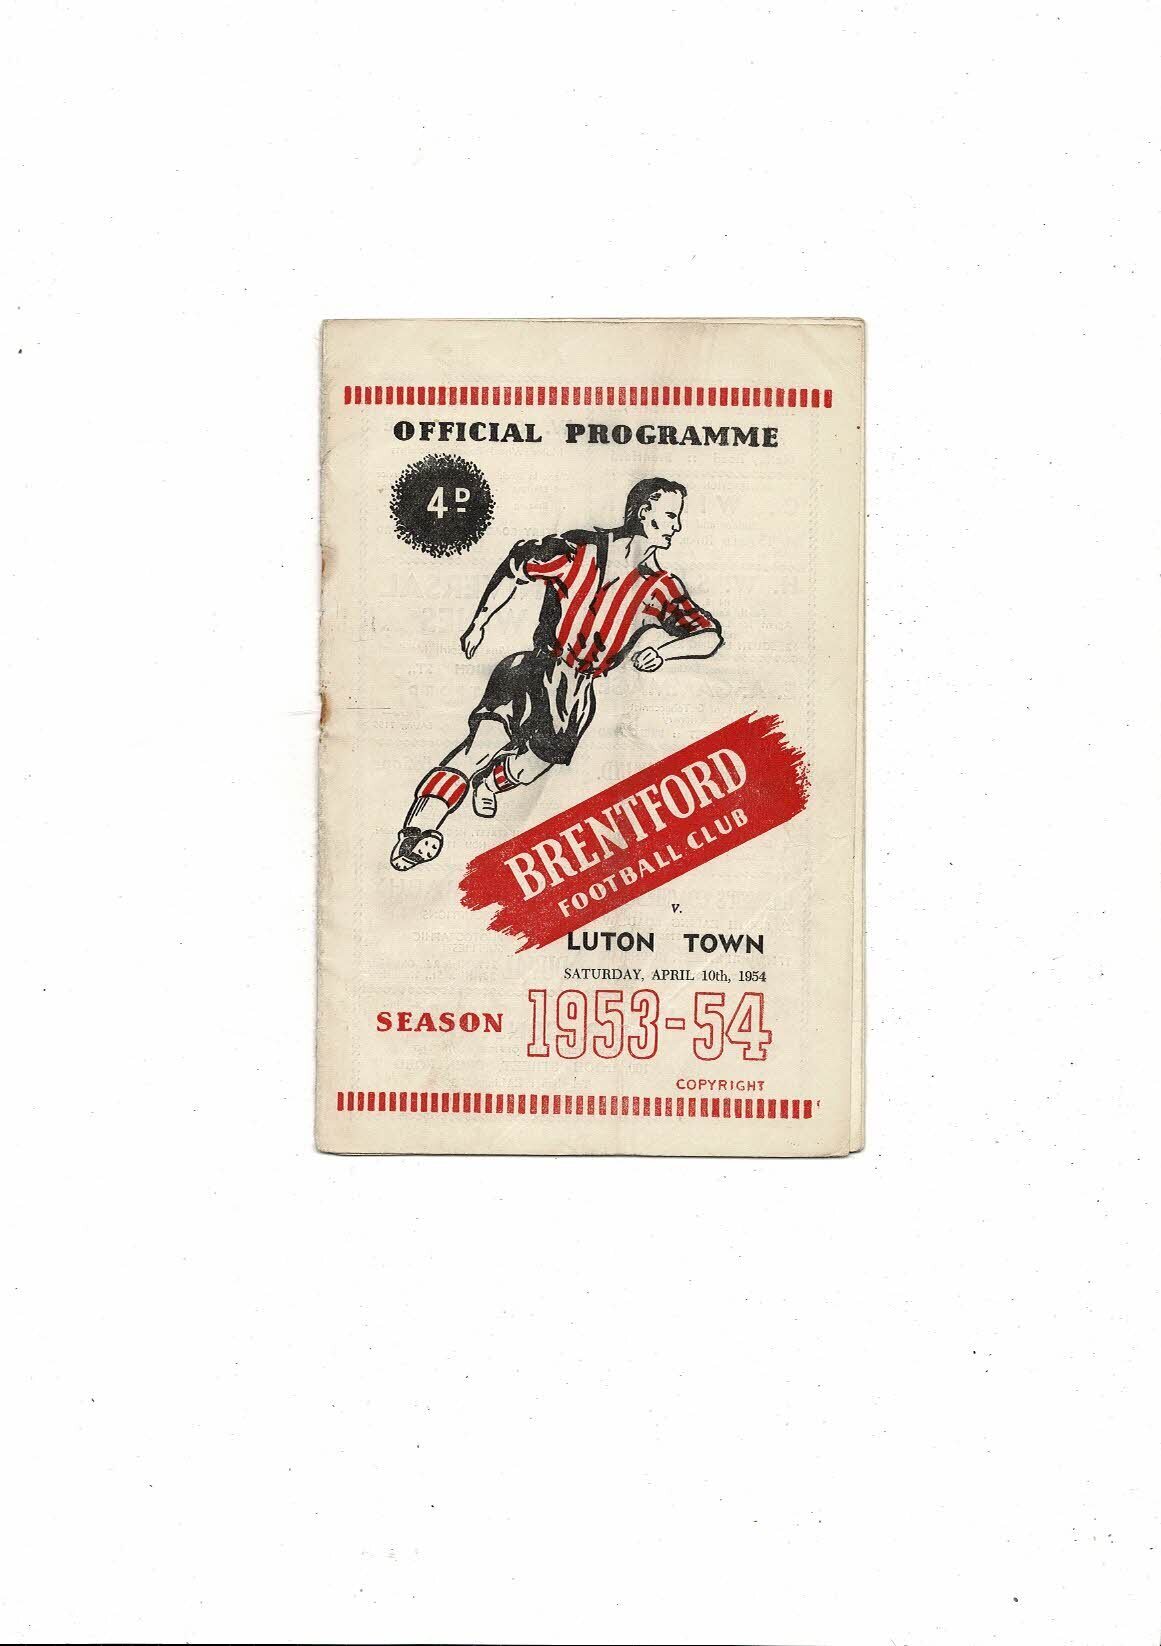 OFFICIAL PROGRAMME
4D
BRENTFORD
FOOTBALL CLUB
v.
LUTON TOWN
SATURDAY, APRIL 10th, 1954
SEASON 1953-54
COPYRIGHT